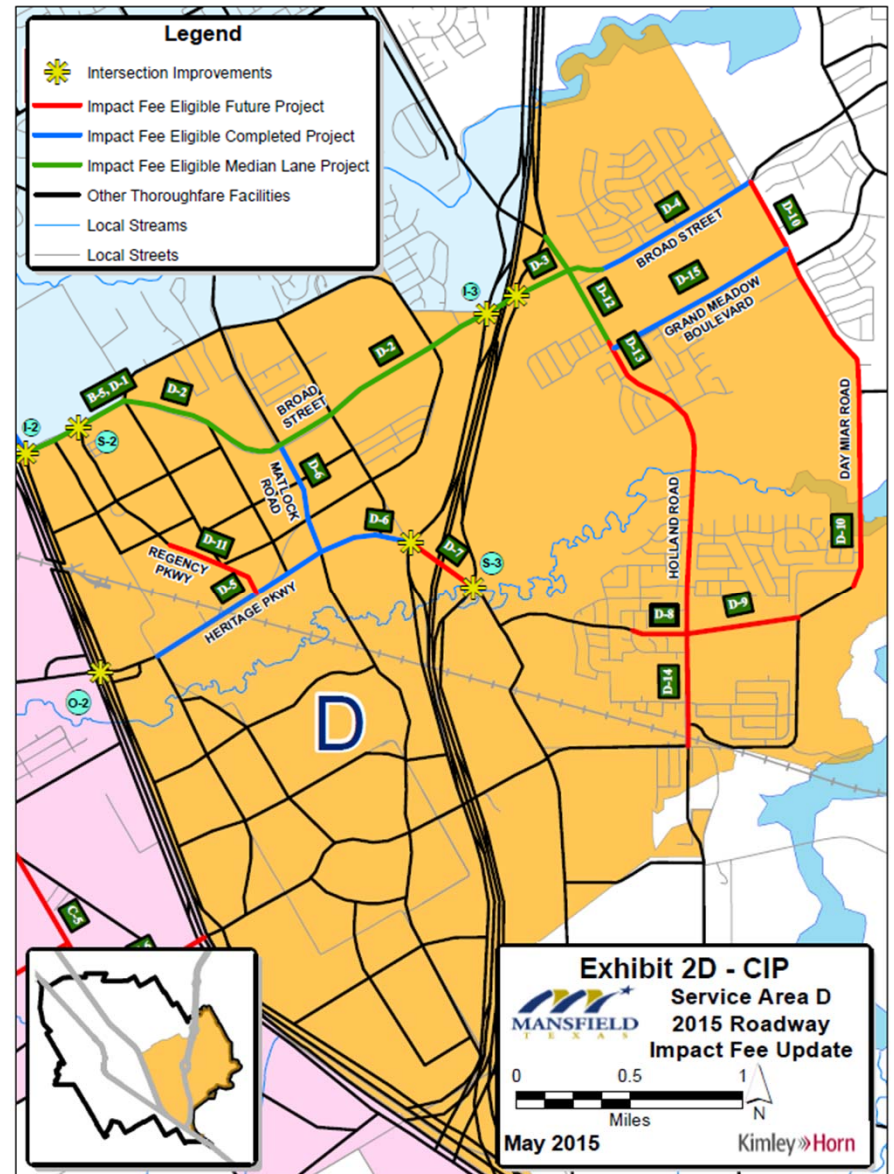 Legend
Intersection Improvements
Impact Fee Eligible Future Project
Impact Fee Eligible Completed Project
Impact Fee Eligible Median Lane Project
Other Thoroughfare Facilities
Local Streams
Local Streets
D-4
D-10
BROAD STREET
D-3
D-15
I-3
D-12
GRAND MEADOW
BOULEVARD
D-13
D-2
B-5, D-1
D-2
BROAD
STREET
I-2
S-2
DAY MIAR ROAD
D-6
MATLOCK
ROAD
HOLLAND ROAD
D-6
D-10
D-11
D-7
REGENCY
PKWY
S-3
D-5
HERITAGE PKWY
D-8
D-9
D-14
O-2
D
C-5
Exhibit 2D - CIP
MANSFIELD
TEXAS
Service Area D
2015 Roadway
Impact Fee Update
0 0.5 1
Miles
N
May 2015
Kimley»Horn